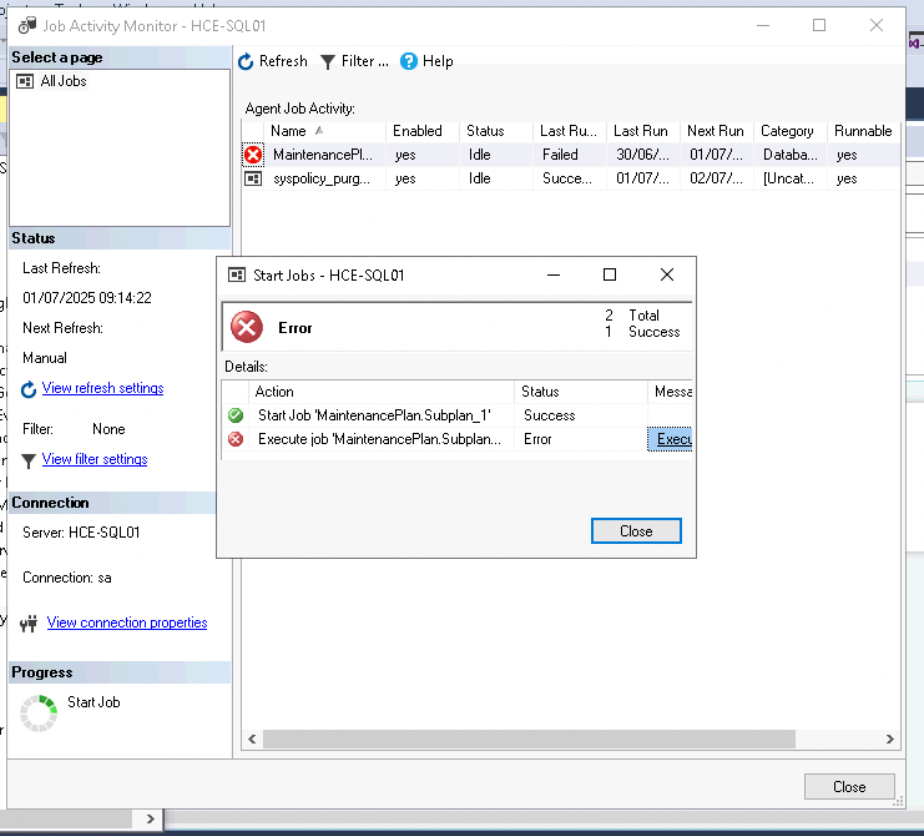 Job Activity Monitor - HCE-SQL01
Select a page
All Jobs
Refresh Filter ... Help
Agent Job Activity:
Name Enabled Status Last Ru... Last Run Next Run Category Runnable
MaintenancePl... yes Idle Failed 30/06/... 01/07/... Databa... yes
syspolicy_purg... yes Idle Succe... 01/07/... 02/07/... [Uncat... yes
Status
Last Refresh:
01/07/2025 09:14:22
Next Refresh:
Manual
View refresh settings
Filter: None
View filter settings
Connection
Server: HCE-SQL01
Connection: sa
View connection properties
Progress
Start Job
Start Jobs - HCE-SQL01
Error
2 Total
1 Success
Details:
Action Status Messa
Start Job 'MaintenancePlan.Subplan_1' Success
Execute job 'MaintenancePlan.Subplan... Error Execu
Close
Close